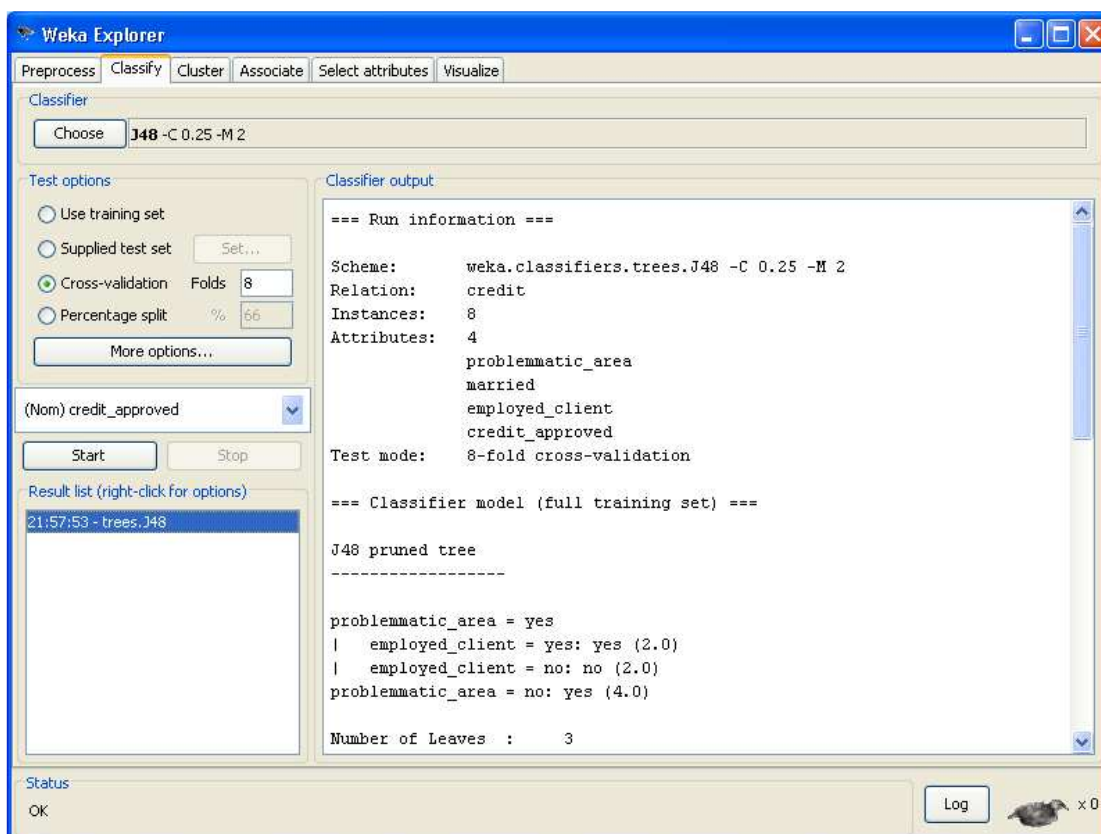 Weka Explorer
Preprocess Classify Cluster Associate Select attributes Visualize
Classifier
Choose J48 -C 0.25 -M 2
Test options
Use training set
Supplied test set Set...
Cross-validation Folds 8
Percentage split % 66
More options...
(Nom) credit_approved
Start Stop
Result list (right-click for options)
21:57:53 - trees.J48
Classifier output
=== Run information ===
Scheme: weka.classifiers.trees.J48 -C 0.25 -M 2
Relation: credit
Instances: 8
Attributes: 4
problemmatic_area
married
employed_client
credit_approved
Test mode: 8-fold cross-validation
=== Classifier model (full training set) ===
J48 pruned tree
------------------
problemmatic_area = yes
| employed_client = yes: yes (2.0)
| employed_client = no: no (2.0)
problemmatic_area = no: yes (4.0)
Number of Leaves : 3
Status
OK
Log
x 0